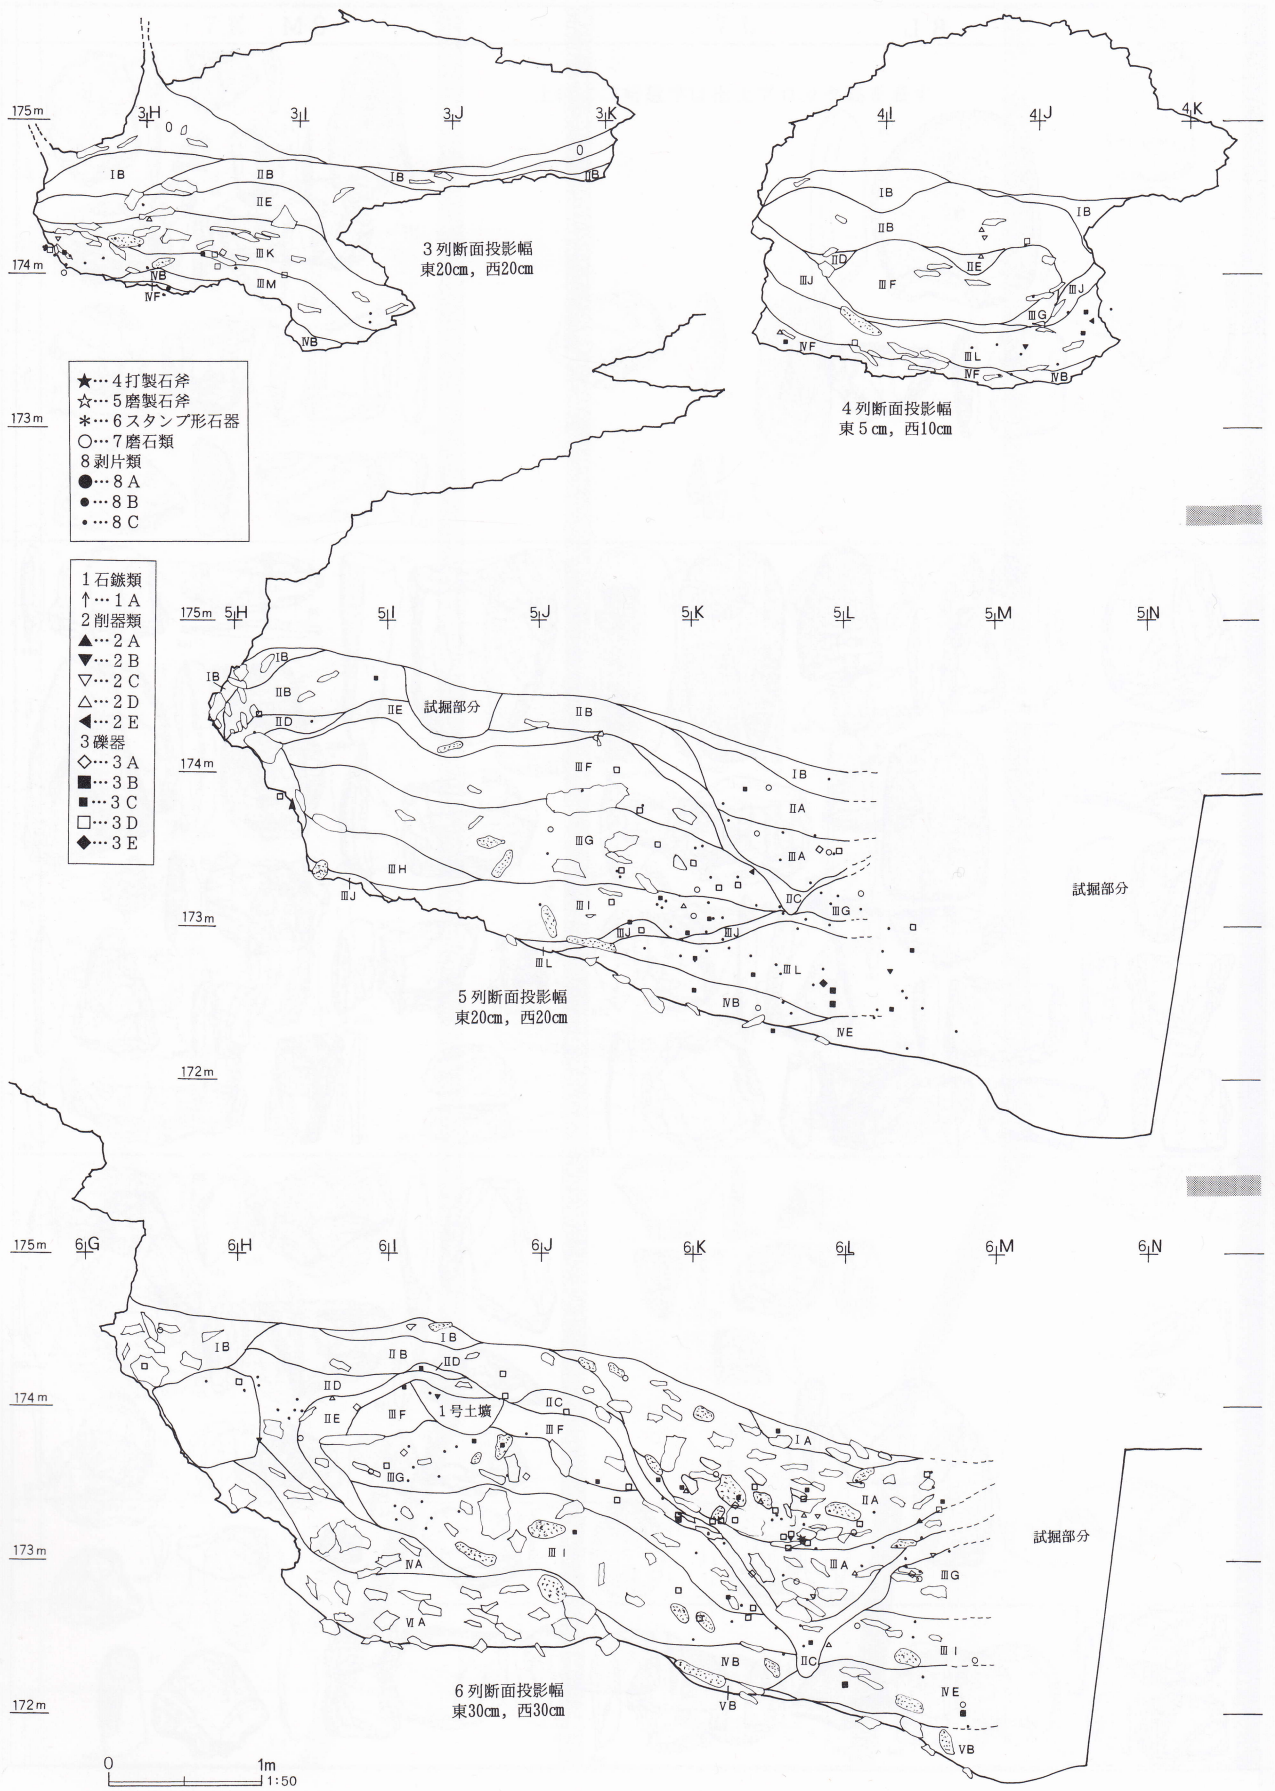 175m
3H
3I
3J
3K
IB
IIB
IB
IIB
IIE
IIIK
174m
IVB
IIIM
IVF
IVB
3列断面投影幅
東20cm, 西20cm
4I
4J
4K
IB
IB
IIB
IID
IIE
IIIJ
IIIF
IIIJ
IIIG
IVF
IIIL
IVF
IVB
4列断面投影幅
東5cm, 西10cm
173m
★…4打製石斧
☆…5磨製石斧
*…6スタンプ形石器
○…7磨石類
8剥片類
●…8A
●…8B
・…8C
1石鏃類
↑…1A
2削器類
▲…2A
▼…2B
▽…2C
△…2D
◀…2E
3礫器
◇…3A
■…3B
■…3C
□…3D
◆…3E
175m
5H
5I
5J
5K
5L
5M
5N
IB
IB
IIB
IIE
試掘部分
IIB
IID
174m
IIIF
IB
IIA
IIIG
IIIA
IIIH
IIIJ
IIC
IIIG
試掘部分
173m
IIII
IIIJ
IIIJ
IIIL
IIIL
IVB
IVE
5列断面投影幅
東20cm, 西20cm
172m
175m
6G
6H
6I
6J
6K
6L
6M
6N
IB
IB
IIB
IID
IID
174m
IIE
IIIF
1号土壙
IIC
IIIF
IA
IIIG
IIA
試掘部分
173m
IVA
IIII
IIIA
IIIG
VIA
IVB
IIC
IIII
IVE
VB
VB
6列断面投影幅
東30cm, 西30cm
172m
0
1m
1:50